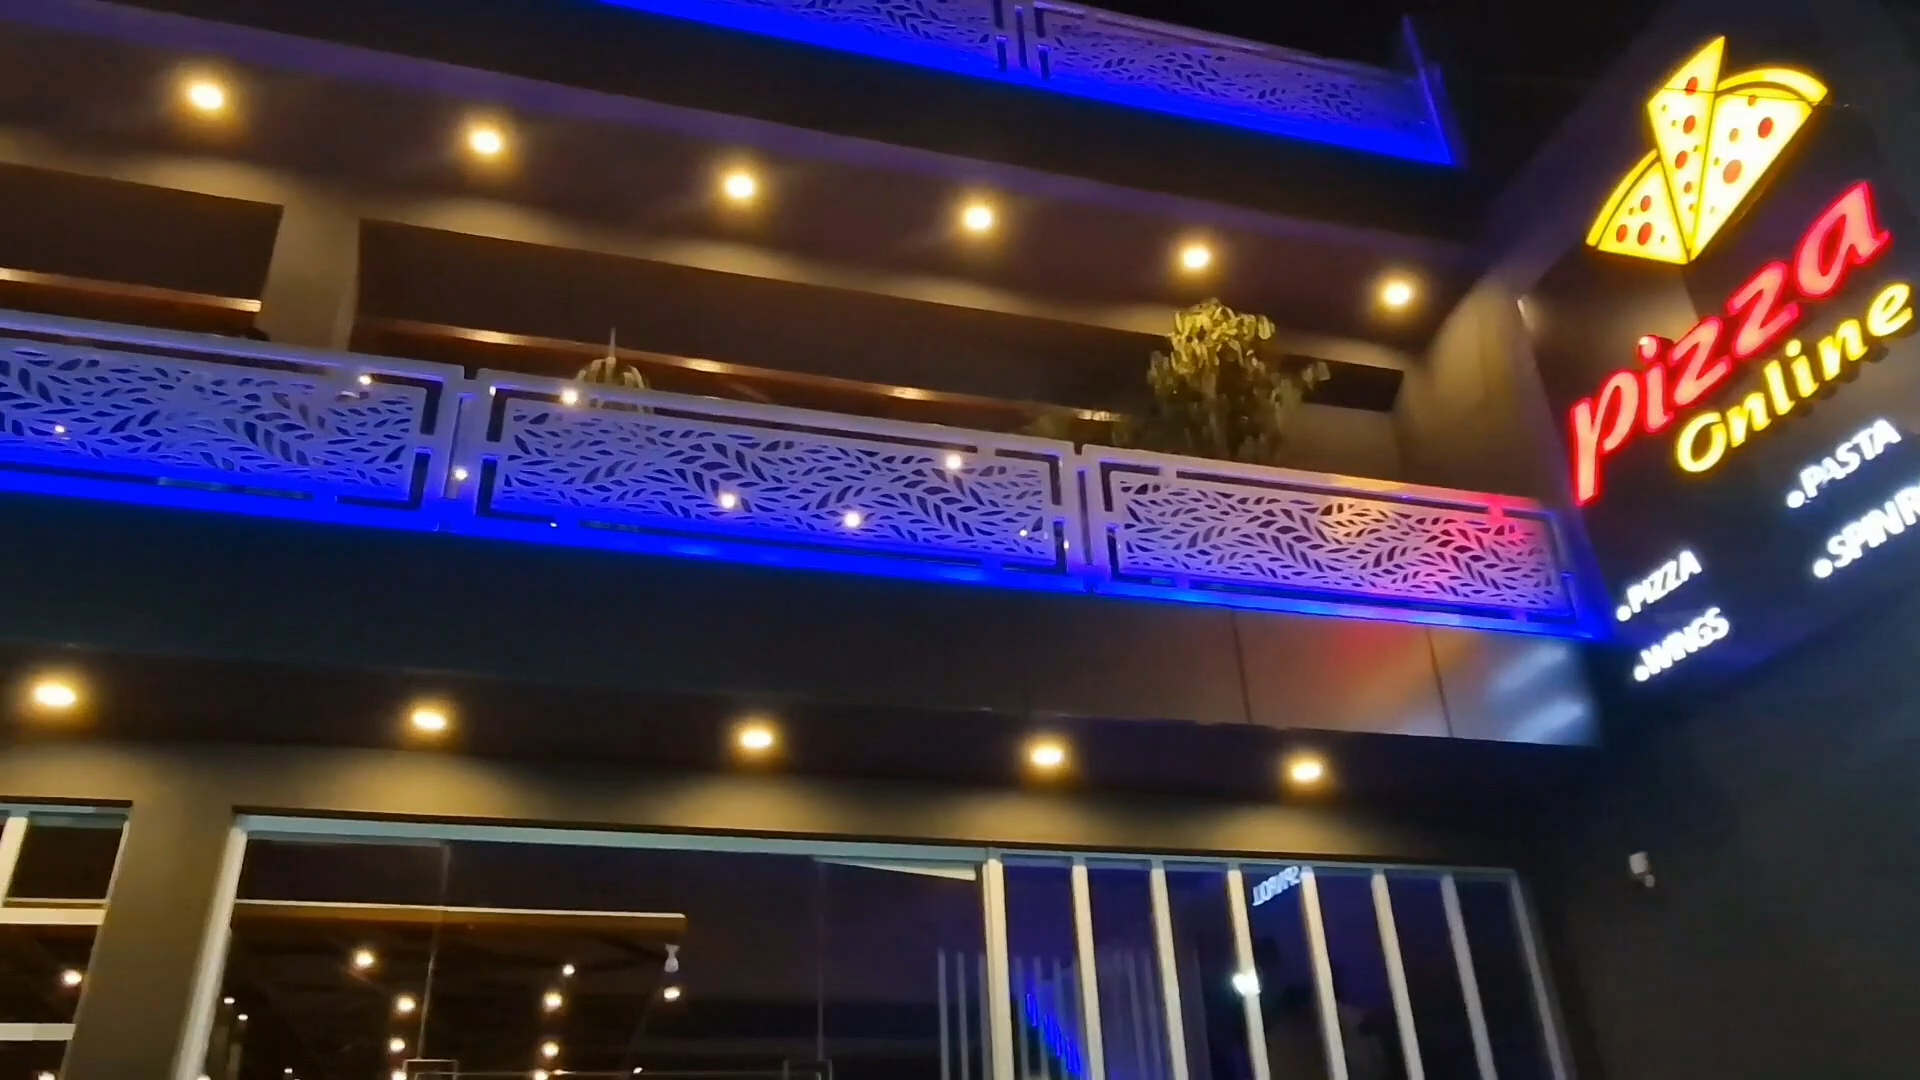 pizza
Online
• PIZZA
• WINGS
• PASTA